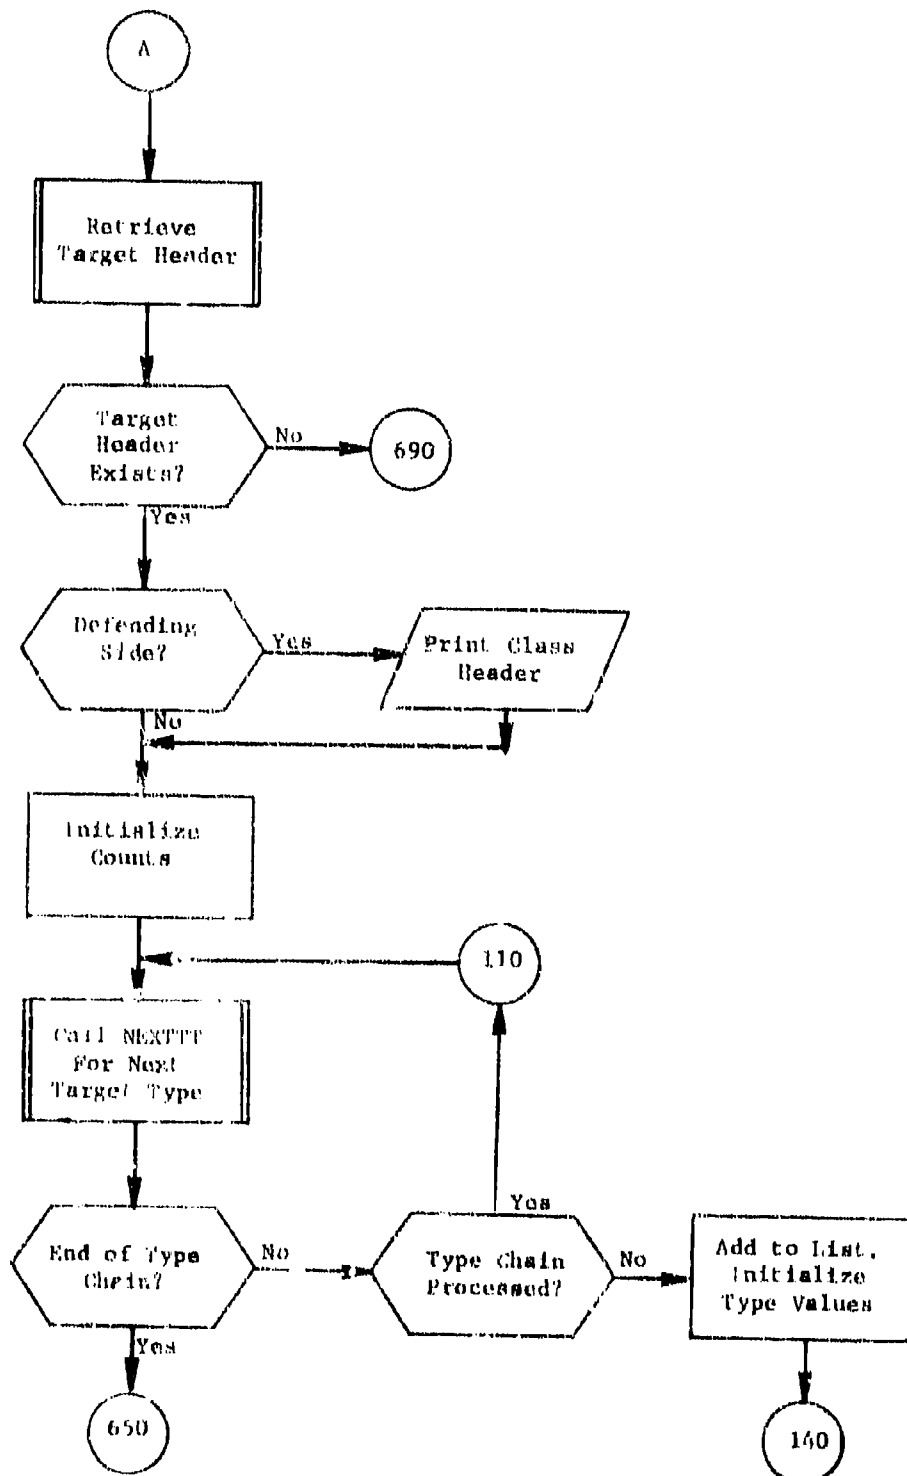 A
Retrieve
Target Header
Target
Header
Exists?
No
690
Yes
Defending
Side?
Yes
Print Class
Header
No
Initialize
Counts
110
Call NEXTTT
For Next
Target Type
Yes
End of Type
Chain?
No
Type Chain
Processed?
No
Add to List.
Initialize
Type Values
Yes
650
140